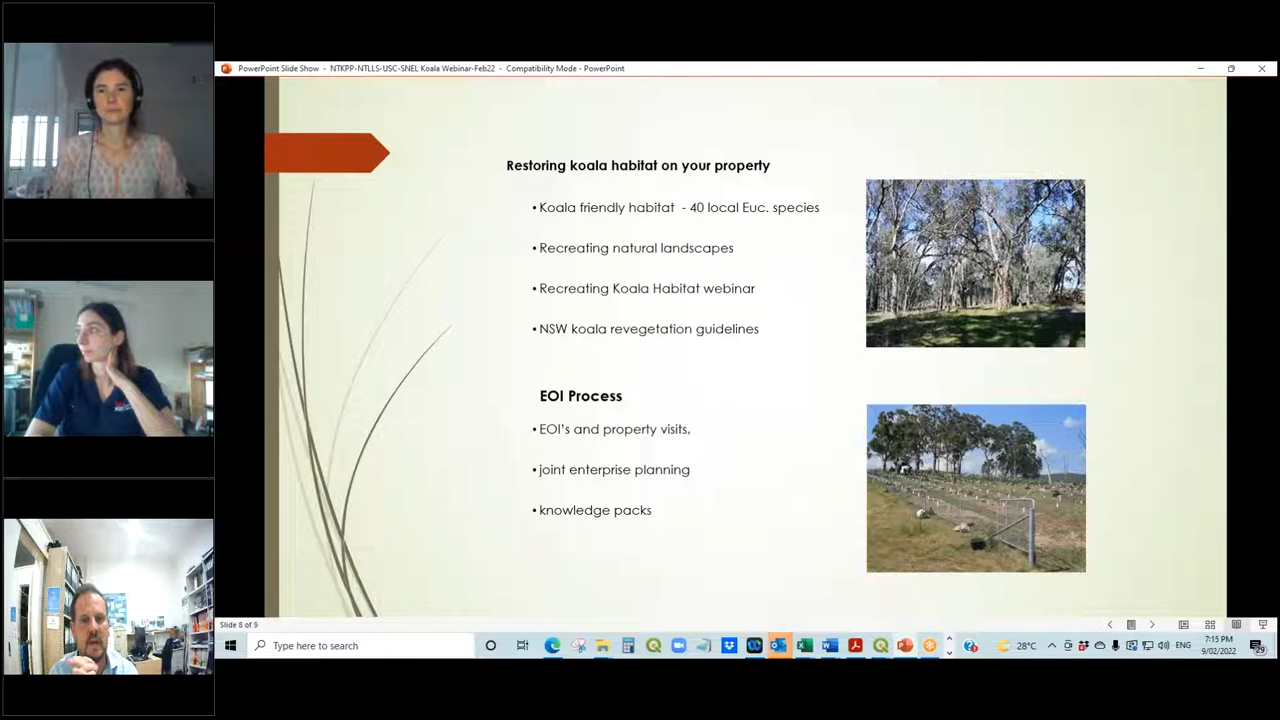 PowerPoint Slide Show - NTKPP-NTLLS-USC-SNEL Koala Webinar-Feb22 - Compatibility Mode - PowerPoint
Restoring koala habitat on your property
• Koala friendly habitat - 40 local Euc. species
• Recreating natural landscapes
• Recreating Koala Habitat webinar
• NSW koala revegetation guidelines
EOI Process
• EOI's and property visits,
• joint enterprise planning
• knowledge packs
Slide 8 of 9
Type here to search
28°C
ENG
7:15 PM
9/02/2022
29